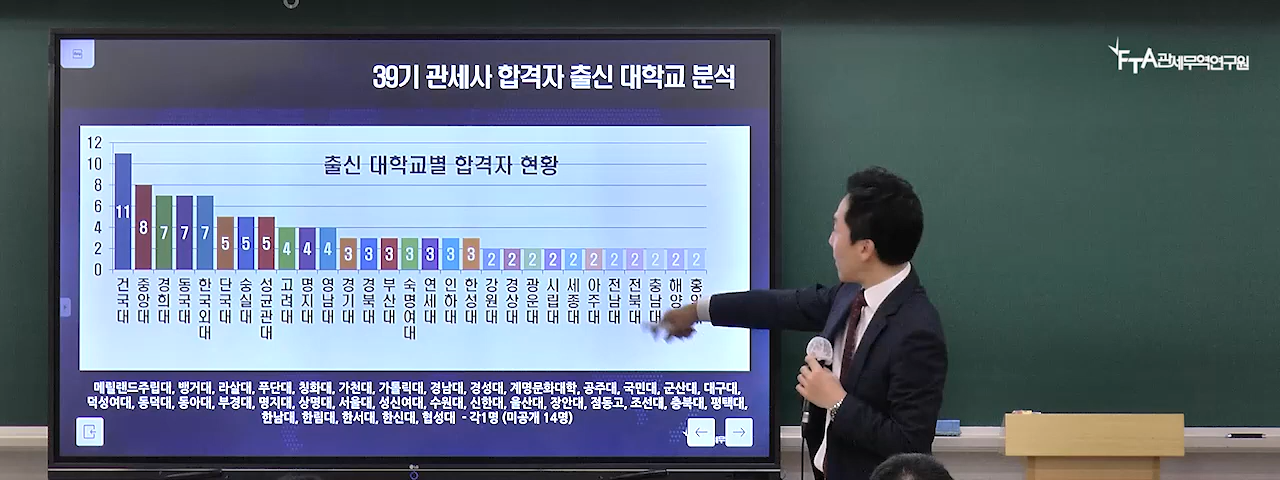 39기 관세사 합격자 출신 대학교 분석
FTA관세무역연구원
출신 대학교별 합격자 현황
12
10
8
6
4
2
0
11 8 7 7 7 5 5 5 4 4 4 3 3 3 3 3 3 3 2 2 2 2 2 2 2 2 2 2 2
건국대 중앙대 경희대 동국대 한국외대 단국대 숭실대 성균관대 고려대 명지대 영남대 경기대 경북대 부산대 숙명여대 연세대 인하대 한성대 강원대 경상대 광운대 시립대 세종대 아주대 전남대 전북대 충남대 해양
메릴랜드주립대, 뱅거대, 라살대, 푸단대, 칭화대, 가천대, 가톨릭대, 경남대, 경성대, 계명문화대학, 공주대, 국민대, 군산대, 대구대,
덕성여대, 동덕대, 동아대, 부경대, 명지대, 상명대, 서울대, 성신여대, 수원대, 신한대, 울산대, 장안대, 점동고, 조선대, 충북대, 평택대,
한남대, 한림대, 한서대, 한신대, 협성대 - 각1명 (미공개 14명)
LG